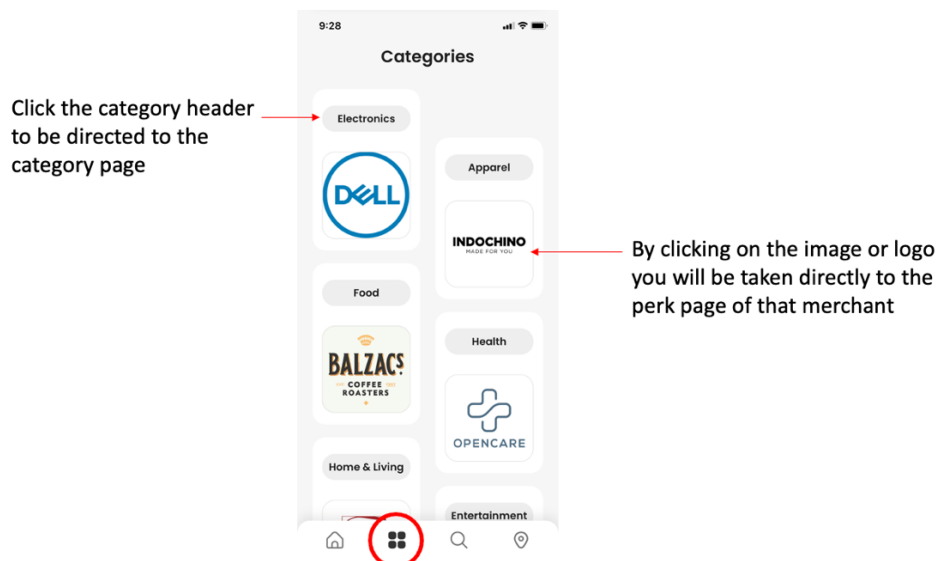 9:28
Categories
Click the category header
to be directed to the
category page
Electronics
DELL
Apparel
INDOCHINO
MADE FOR YOU
By clicking on the image or logo
you will be taken directly to the
perk page of that merchant
Food
BALZAC'S
COFFEE
ROASTERS
Health
OPENCARE
Home & Living
Entertainment